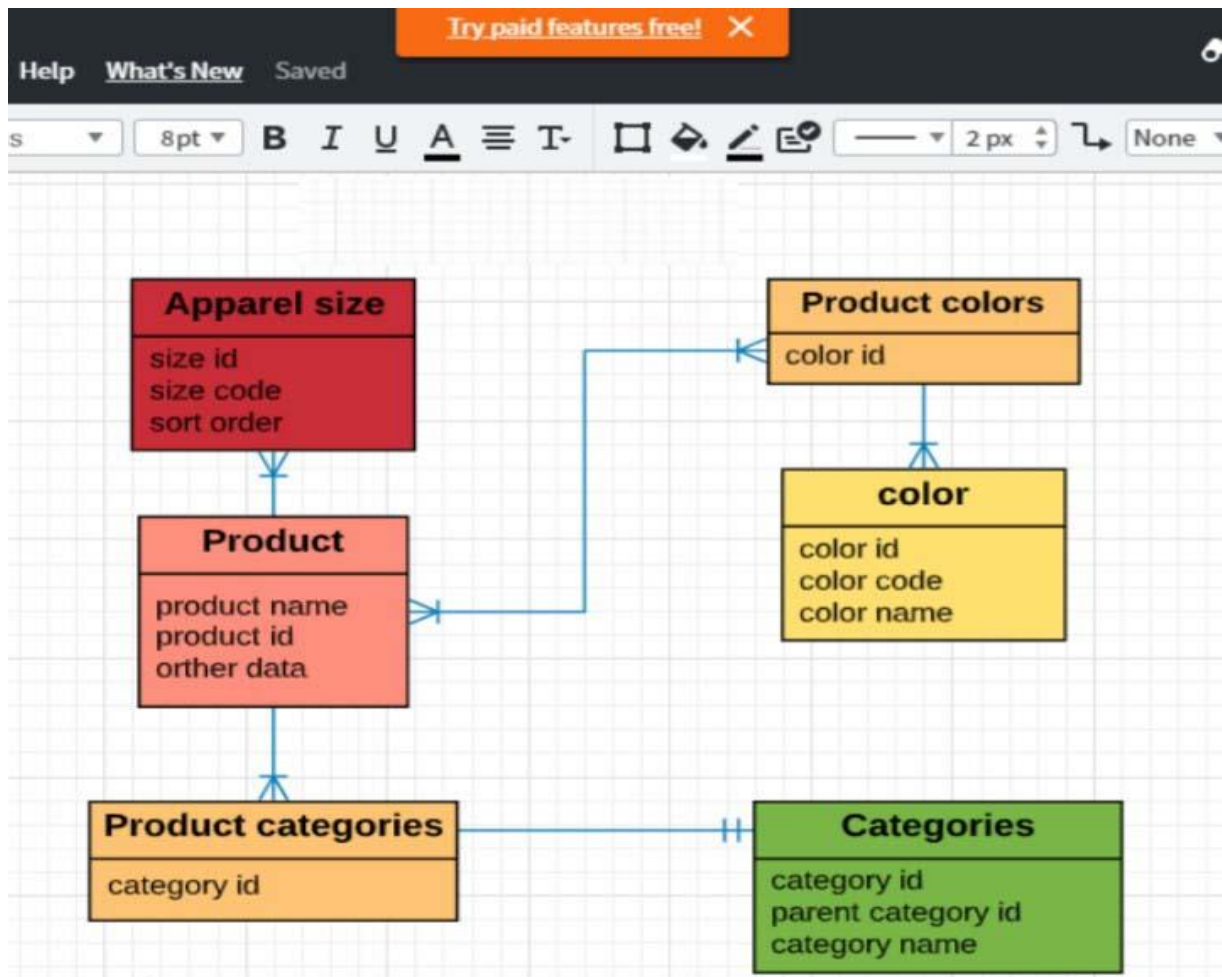 Try paid features free!
Help What's New Saved
s 8pt B I U A T 2 px None
Apparel size
size id
size code
sort order
Product colors
color id
color
color id
color code
color name
Product
product name
product id
orther data
Product categories
category id
Categories
category id
parent category id
category name